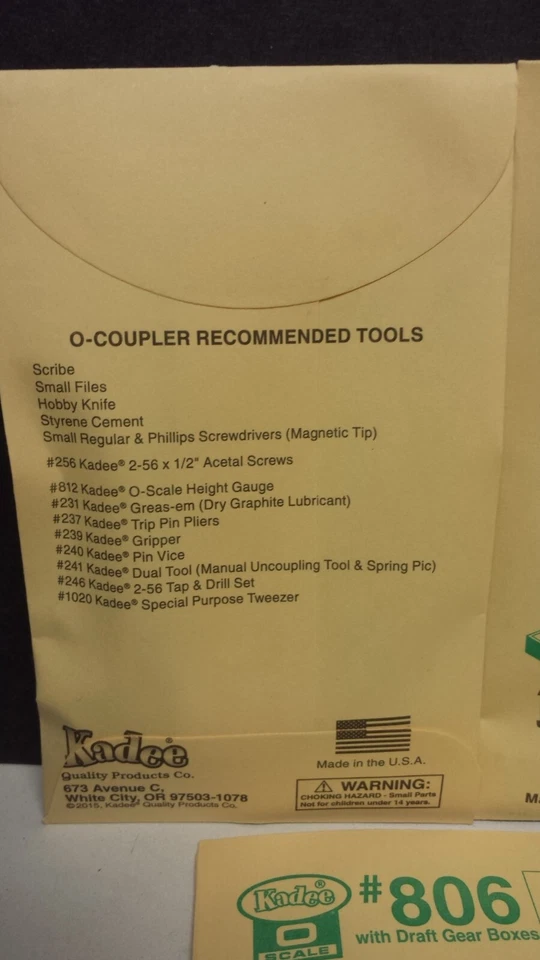 O-COUPLER RECOMMENDED TOOLS
Scribe
Small Files
Hobby Knife
Styrene Cement
Small Regular & Phillips Screwdrivers (Magnetic Tip)
#256 Kadee® 2-56 x 1/2" Acetal Screws
#812 Kadee® O-Scale Height Gauge
#231 Kadee® Greas-em (Dry Graphite Lubricant)
#237 Kadee® Trip Pin Pliers
#239 Kadee® Gripper
#240 Kadee® Pin Vice
#241 Kadee® Dual Tool (Manual Uncoupling Tool & Spring Pic)
#246 Kadee® 2-56 Tap & Drill Set
#1020 Kadee® Special Purpose Tweezer
Kadee®
Quality Products Co.
673 Avenue C,
White City, OR 97503-1078
©2015, Kadee® Quality Products Co.
Made in the U.S.A.
⚠ WARNING:
CHOKING HAZARD - Small Parts
Not for children under 14 years.
Kadee®
O
SCALE
#806
with Draft Gear Boxes